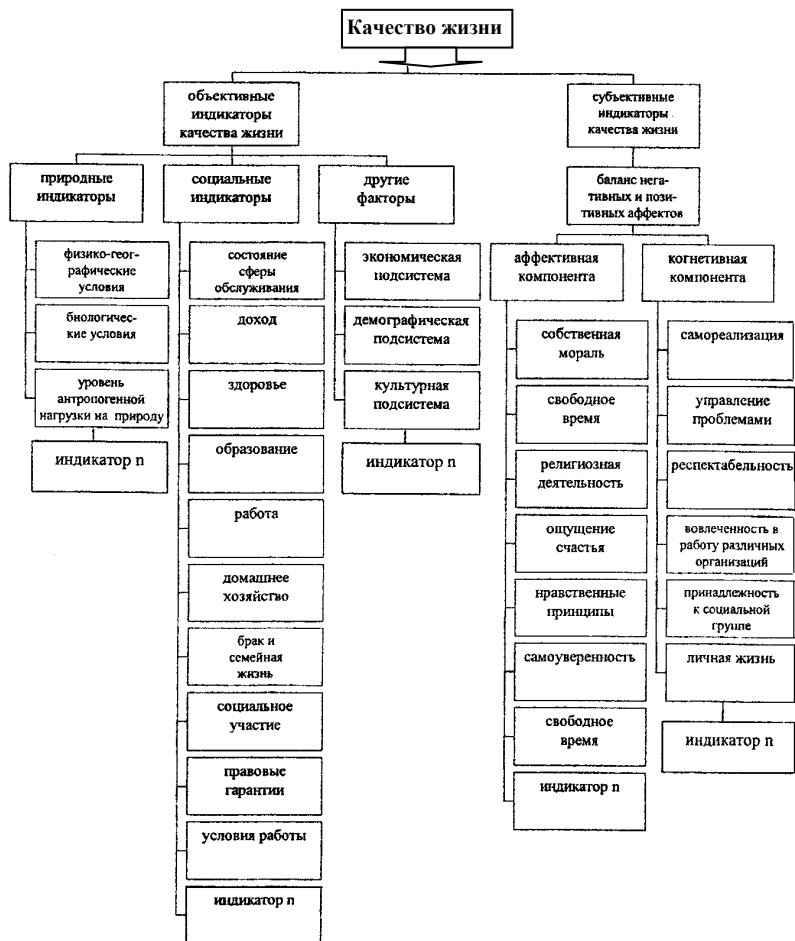 Качество жизни
объективные
индикаторы
качества жизни
субъективные
индикаторы
качества жизни
природные
индикаторы
социальные
индикаторы
другие
факторы
баланс нега-
тивных и пози-
тивных аффектов
физико-геог-
рафические
условия
биологичес-
кие условия
уровень
антропогенной
нагрузки на природу
индикатор n
состояние
сферы
обслуживания
доход
здоровье
образование
работа
домашнее
хозяйство
брак и
семейная
жизнь
социальное
участие
правовые
гарантии
условия работы
индикатор n
экономическая
подсистема
демографическая
подсистема
культурная
подсистема
индикатор n
аффективная
компонента
собственная
мораль
свободное
время
религиозная
деятельность
ощущение
счастья
нравственные
принципы
самоуверенность
свободное
время
индикатор n
когнетивная
компонента
самореализация
управление
проблемами
респектабельность
вовлеченность в
работу различных
организаций
принадлежность
к социальной
группе
личная жизнь
индикатор n